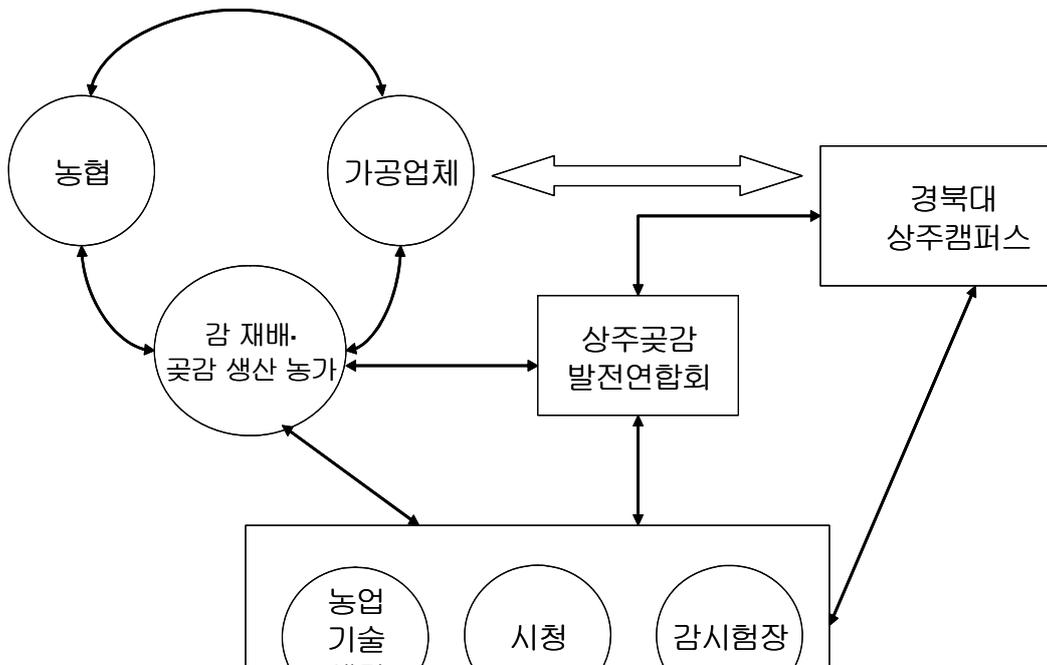 농협
가공업체
경북대
상주캠퍼스
감 재배·
곶감 생산 농가
상주곶감
발전연합회
농업
기술
시청
감시험장